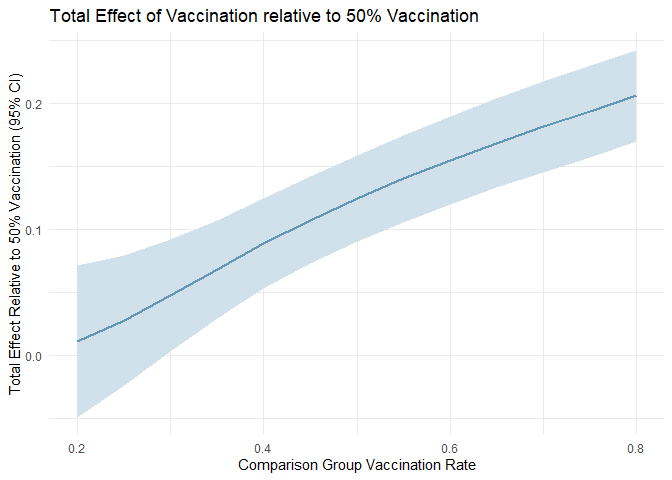 Total Effect of Vaccination relative to 50% Vaccination
Total Effect Relative to 50% Vaccination (95% CI)
0.2
0.1
0.0
0.2
0.4
0.6
0.8
Comparison Group Vaccination Rate